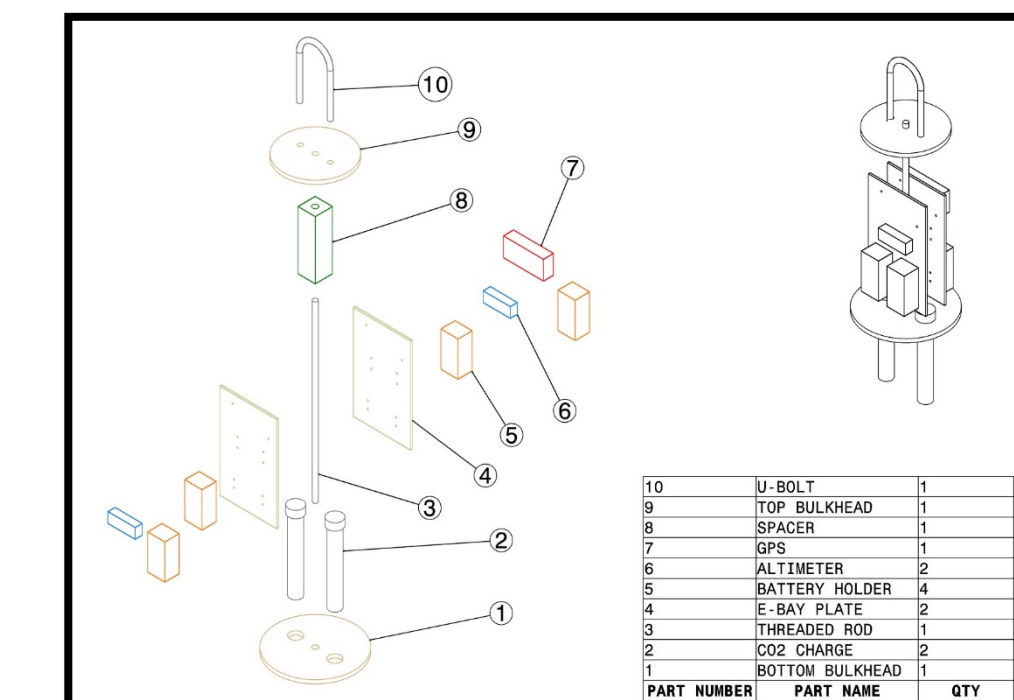 10
9
7
8
6
5
4
3
2
1
10 U-BOLT 1
9 TOP BULKHEAD 1
8 SPACER 1
7 GPS 1
6 ALTIMETER 2
5 BATTERY HOLDER 4
4 E-BAY PLATE 2
3 THREADED ROD 1
2 CO2 CHARGE 2
1 BOTTOM BULKHEAD 1
PART NUMBER PART NAME QTY